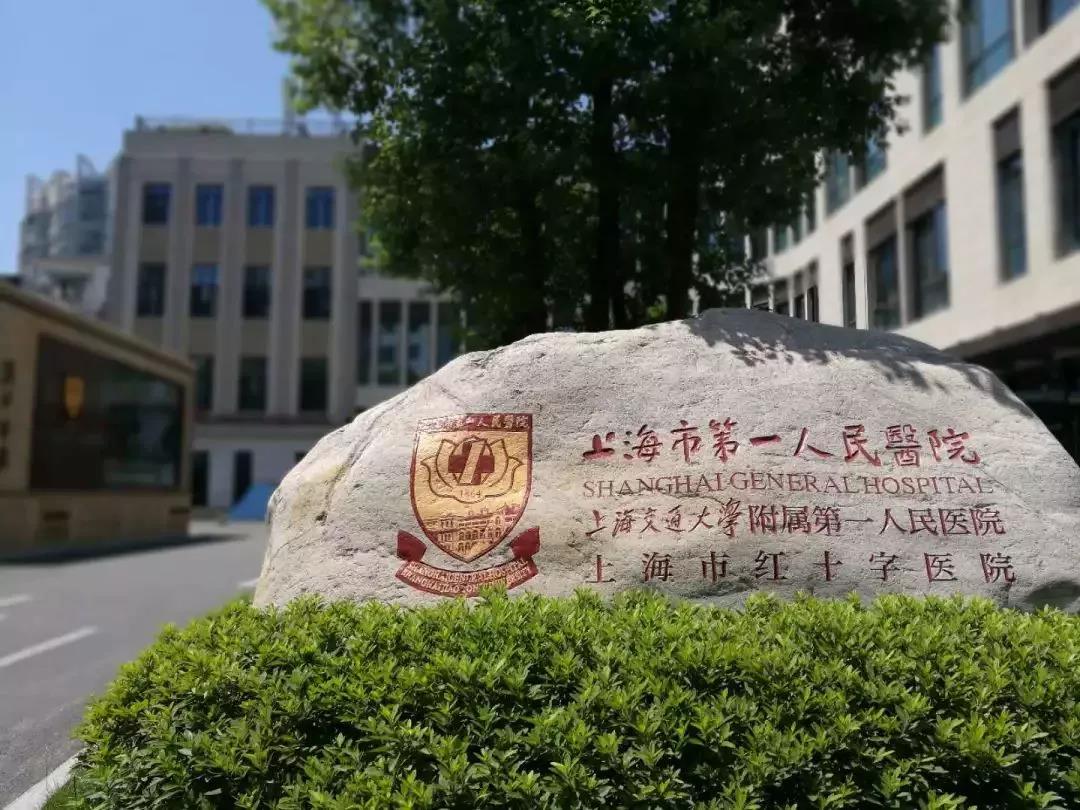 上海市第一人民醫院
SHANGHAI GENERAL HOSPITAL
上海交通大學附属第一人民医院
上海市红十字医院
1864